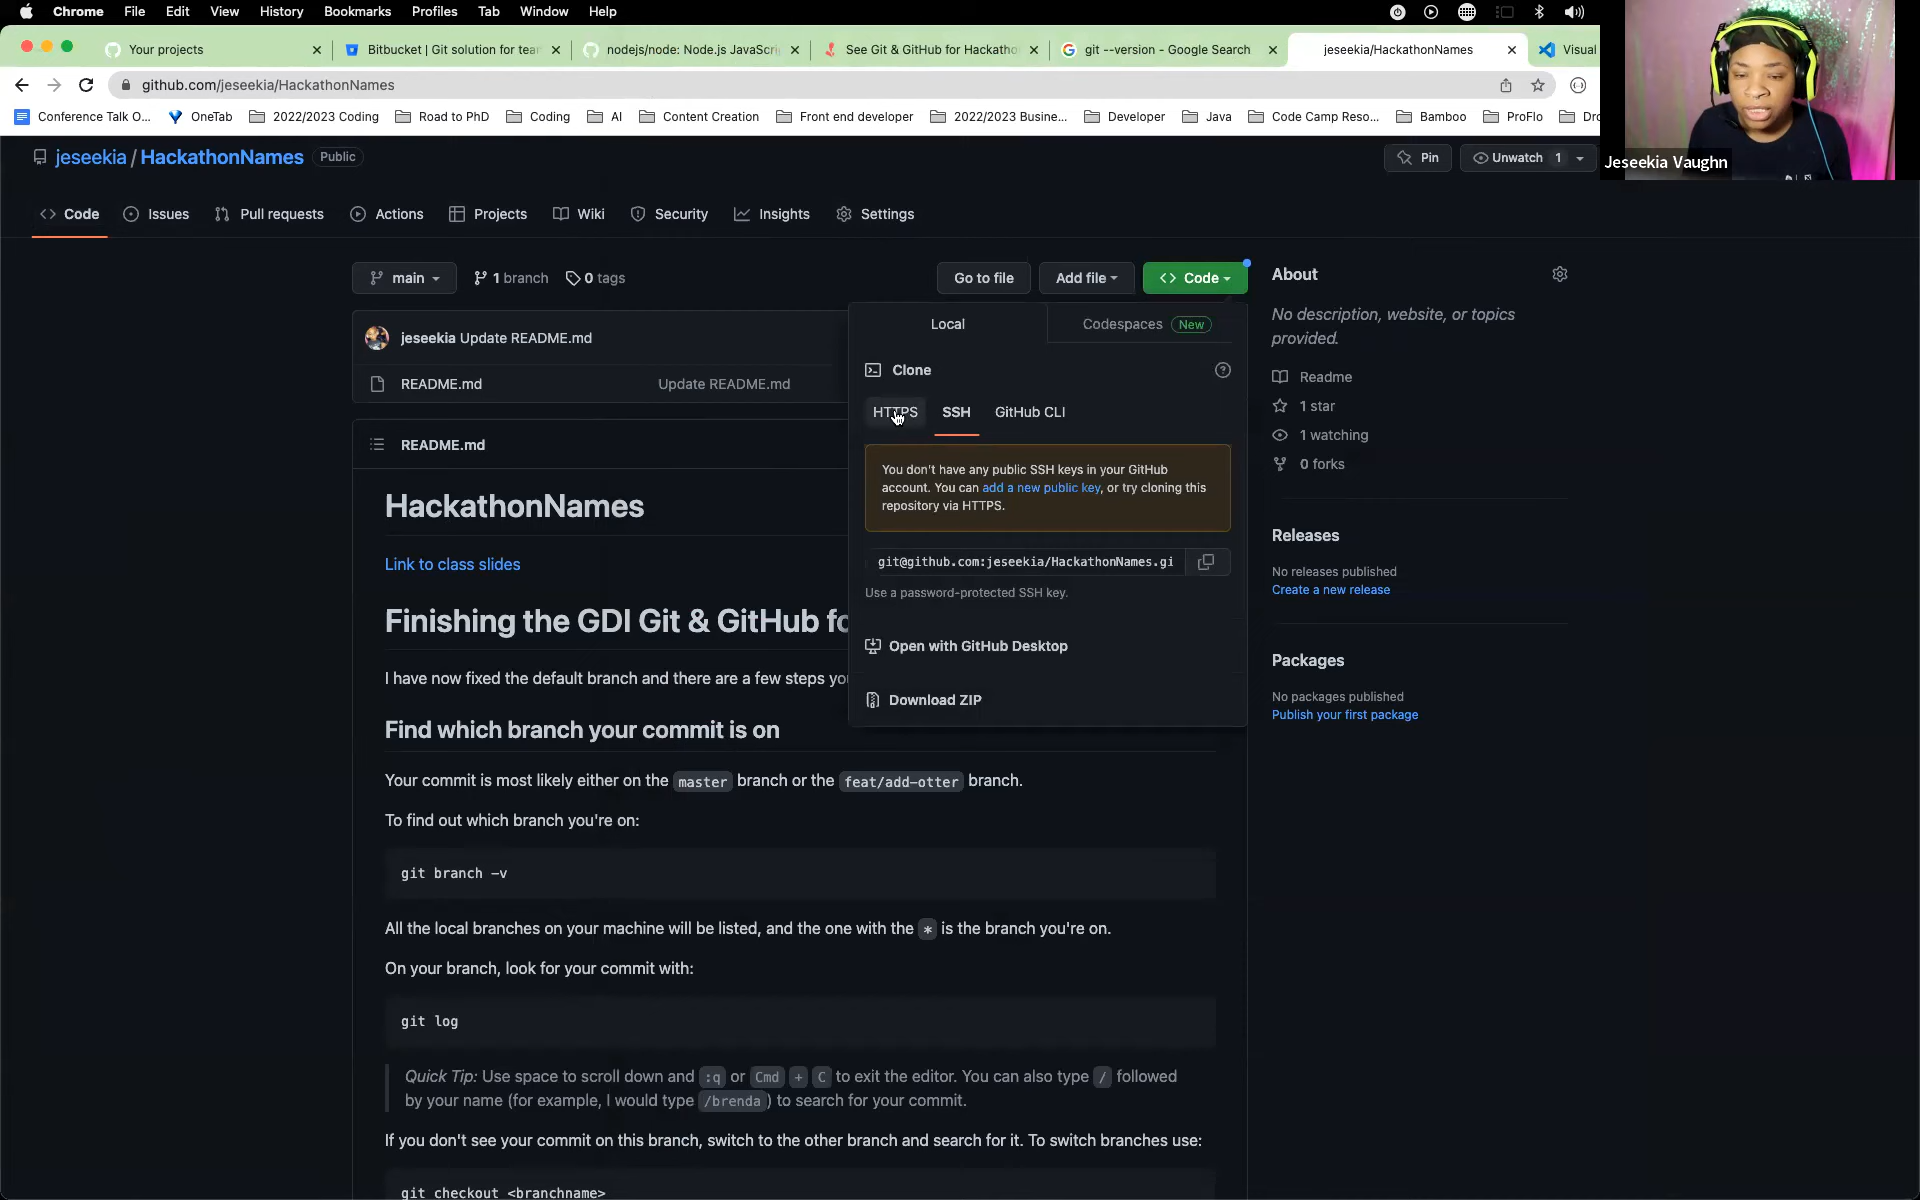 Chrome File Edit View History Bookmarks Profiles Tab Window Help
Your projects Bitbucket | Git solution for tea nodejs/node: Node.js JavaScri See Git & GitHub for Hackatho git --version - Google Search jeseekia/HackathonNames Visual
github.com/jeseekia/HackathonNames
Conference Talk O... OneTab 2022/2023 Coding Road to PhD Coding AI Content Creation Front end developer 2022/2023 Busine... Developer Java Code Camp Reso... Bamboo ProFlo Dro
jeseekia / HackathonNames Public
Pin Unwatch 1
Jeseekia Vaughn
Code Issues Pull requests Actions Projects Wiki Security Insights Settings
main 1 branch 0 tags Go to file Add file Code
jeseekia Update README.md
README.md Update README.md
README.md
HackathonNames
Link to class slides
Finishing the GDI Git & GitHub fo
I have now fixed the default branch and there are a few steps yo
Local Codespaces New
Clone
HTTPS SSH GitHub CLI
You don't have any public SSH keys in your GitHub
account. You can add a new public key, or try cloning this
repository via HTTPS.
git@github.com:jeseekia/HackathonNames.gi
Use a password-protected SSH key.
Open with GitHub Desktop
Download ZIP
About
No description, website, or topics
provided.
Readme
1 star
1 watching
0 forks
Releases
No releases published
Create a new release
Packages
No packages published
Publish your first package
Find which branch your commit is on
Your commit is most likely either on the master branch or the feat/add-otter branch.
To find out which branch you're on:
git branch -v
All the local branches on your machine will be listed, and the one with the * is the branch you're on.
On your branch, look for your commit with:
git log
Quick Tip: Use space to scroll down and :q or Cmd + C to exit the editor. You can also type / followed
by your name (for example, I would type /brenda ) to search for your commit.
If you don't see your commit on this branch, switch to the other branch and search for it. To switch branches use:
git checkout <branchname>